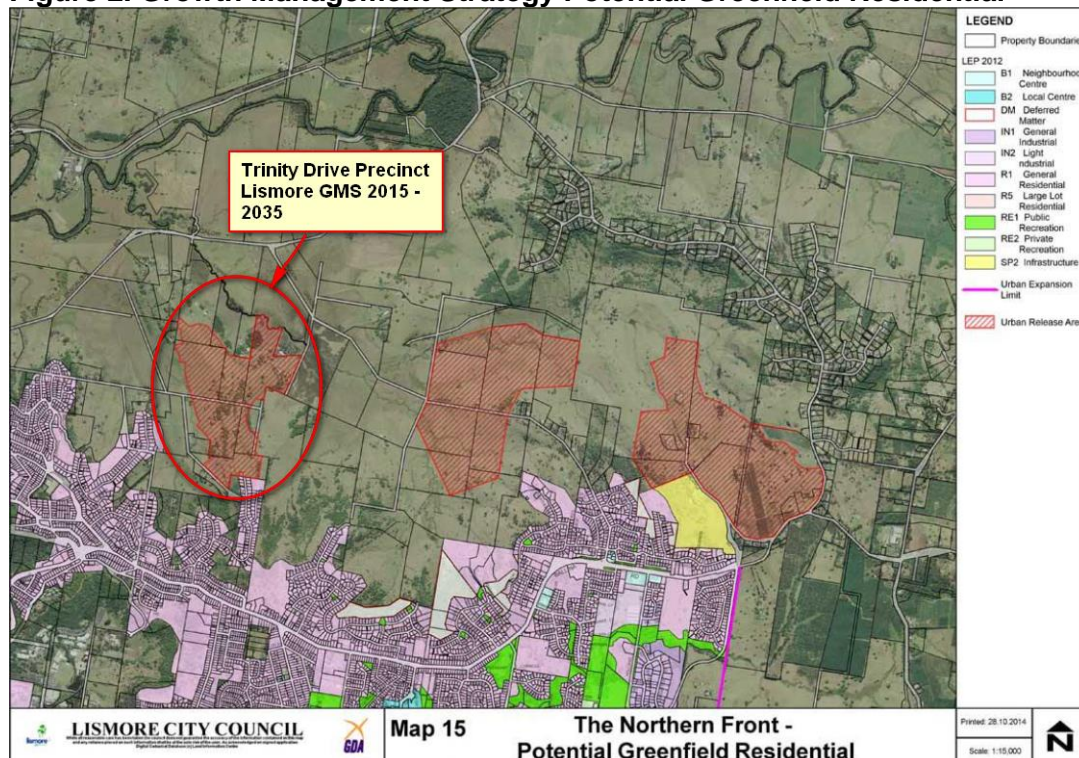 Figure 2: Growth Management Strategy Potential Greenfield Residential
LEGEND
Property Boundarie
LEP 2012
B1 Neighbourhoo
Centre
B2 Local Centre
DM Deferred
Matter
IN1 General
Industrial
IN2 Light
ndustrial
R1 General
Residential
R5 Large Lot
Residential
RE1 Public
Recreation
RE2 Private
Recreation
SP2 Infrastructure
Urban Expansion
Limit
Urban Release Are
Trinity Drive Precinct
Lismore GMS 2015 -
2035
lismore
LISMORE CITY COUNCIL
GDA
Map 15
The Northern Front -
Potential Greenfield Residential
Printed: 28.10.2014
Scale: 1:15,000
N